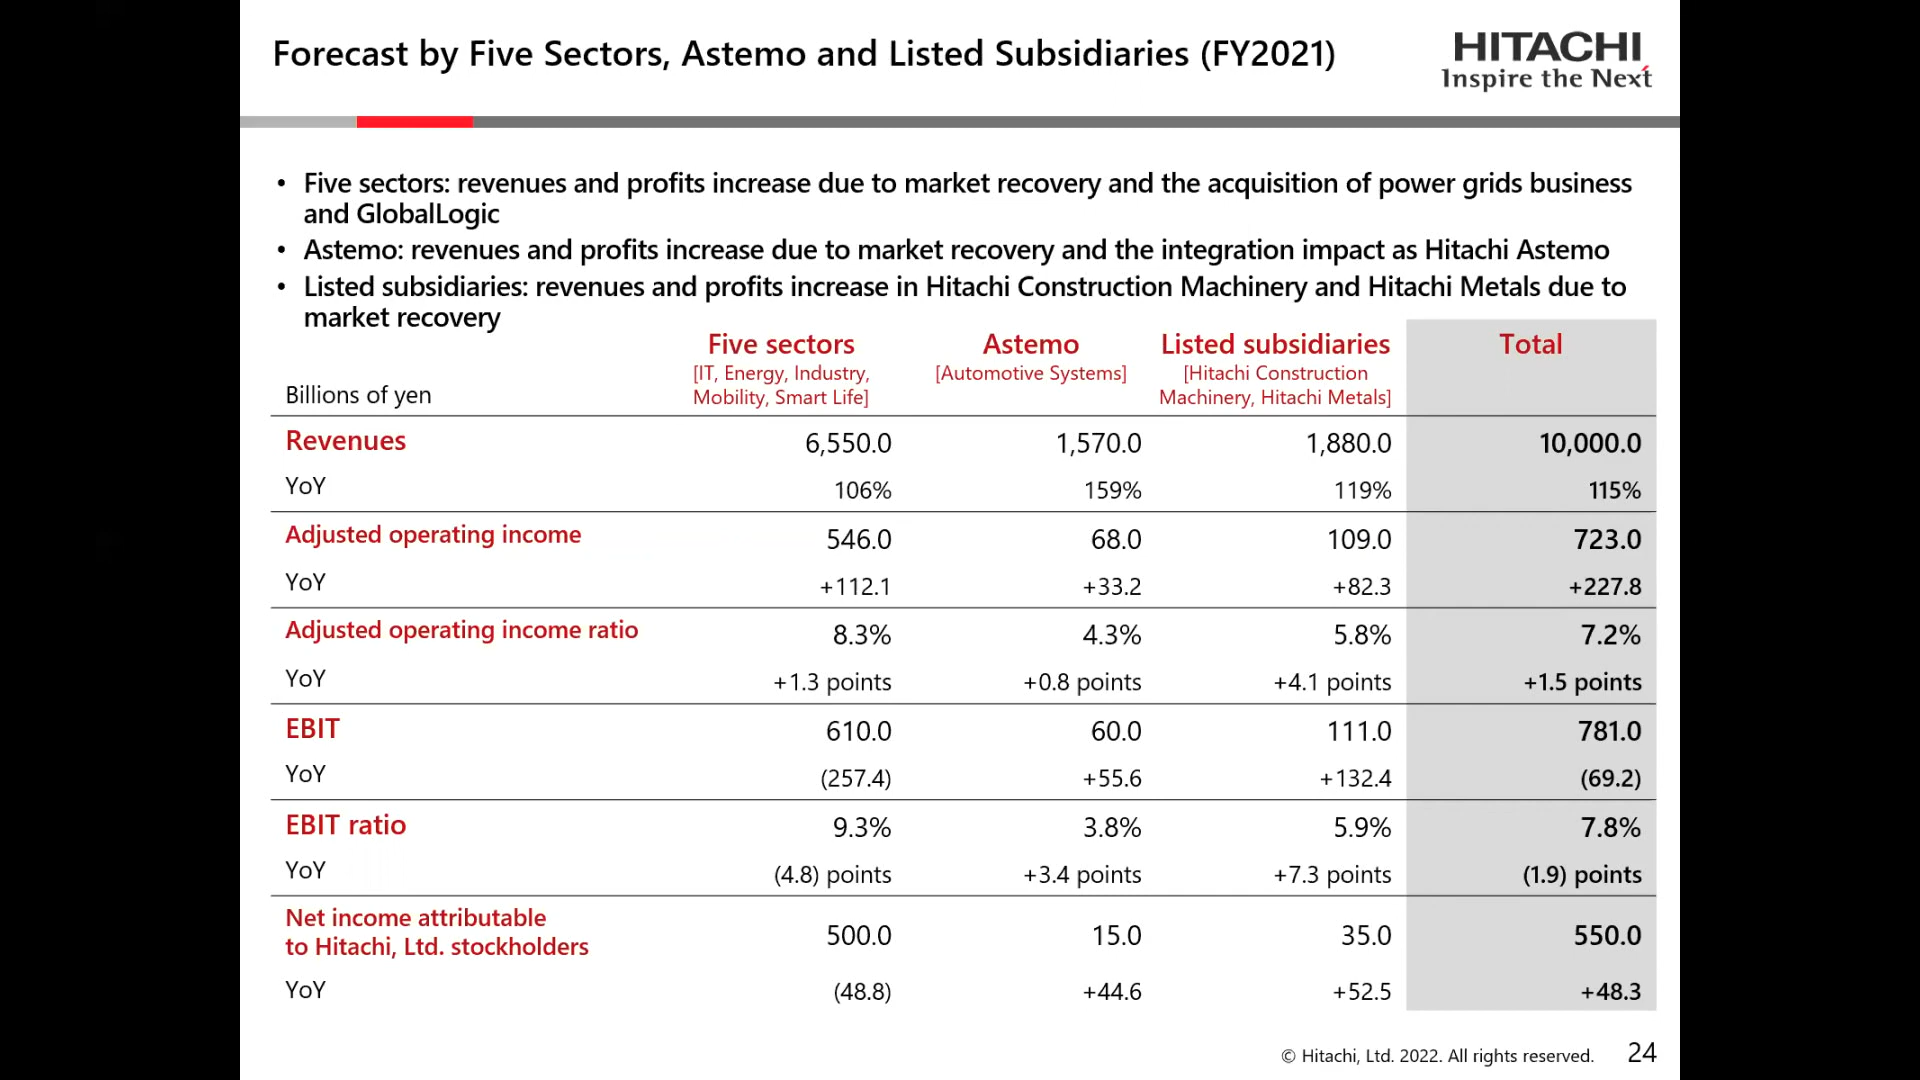 Forecast by Five Sectors, Astemo and Listed Subsidiaries (FY2021)
HITACHI
Inspire the Next
• Five sectors: revenues and profits increase due to market recovery and the acquisition of power grids business
and GlobalLogic
• Astemo: revenues and profits increase due to market recovery and the integration impact as Hitachi Astemo
• Listed subsidiaries: revenues and profits increase in Hitachi Construction Machinery and Hitachi Metals due to
market recovery
Five sectors Astemo Listed subsidiaries Total
[IT, Energy, Industry, [Automotive Systems] [Hitachi Construction
Billions of yen Mobility, Smart Life] Machinery, Hitachi Metals]
Revenues 6,550.0 1,570.0 1,880.0 10,000.0
YoY 106% 159% 119% 115%
Adjusted operating income 546.0 68.0 109.0 723.0
YoY +112.1 +33.2 +82.3 +227.8
Adjusted operating income ratio 8.3% 4.3% 5.8% 7.2%
YoY +1.3 points +0.8 points +4.1 points +1.5 points
EBIT 610.0 60.0 111.0 781.0
YoY (257.4) +55.6 +132.4 (69.2)
EBIT ratio 9.3% 3.8% 5.9% 7.8%
YoY (4.8) points +3.4 points +7.3 points (1.9) points
Net income attributable
to Hitachi, Ltd. stockholders 500.0 15.0 35.0 550.0
YoY (48.8) +44.6 +52.5 +48.3
© Hitachi, Ltd. 2022. All rights reserved. 24